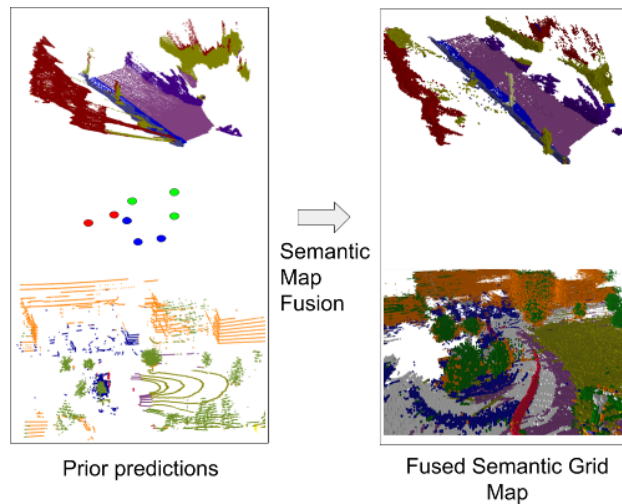 Semantic
Map
Fusion
Prior predictions
Fused Semantic Grid
Map